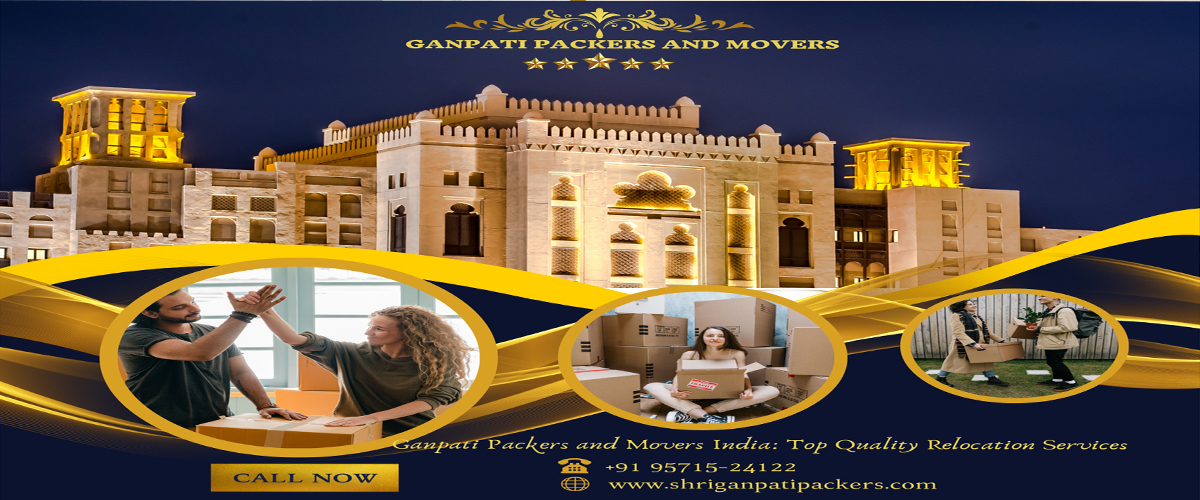 GANPATI PACKERS AND MOVERS
Ganpati Packers and Movers India: Top Quality Relocation Services
CALL NOW
+91 95715-24122
www.shriganpatipackers.com